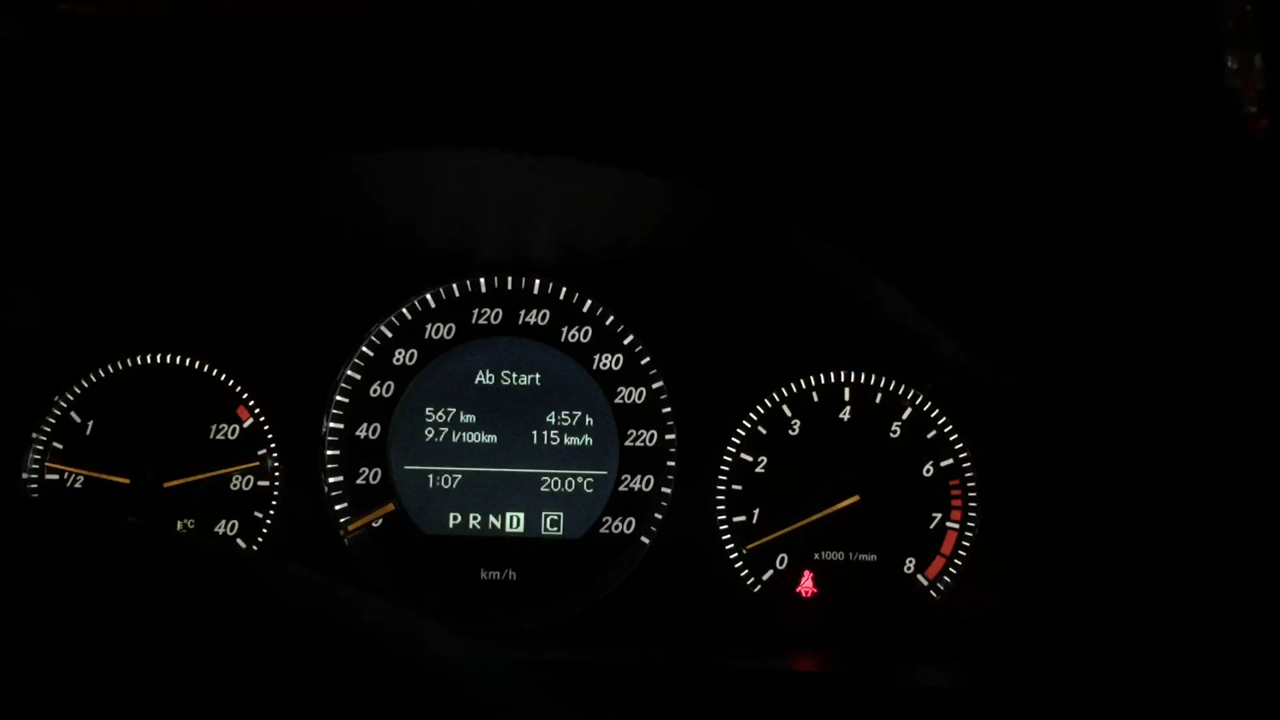 1
1/2
120
80
40
°C
120 140
100 160
80 180
60 200
40 220
20 240
260
Ab Start
567 km 4:57 h
9.7 l/100km 115 km/h
1:07 20.0°C
P R N D C
km/h
4
3 5
2 6
1 7
0 8
x1000 1/min